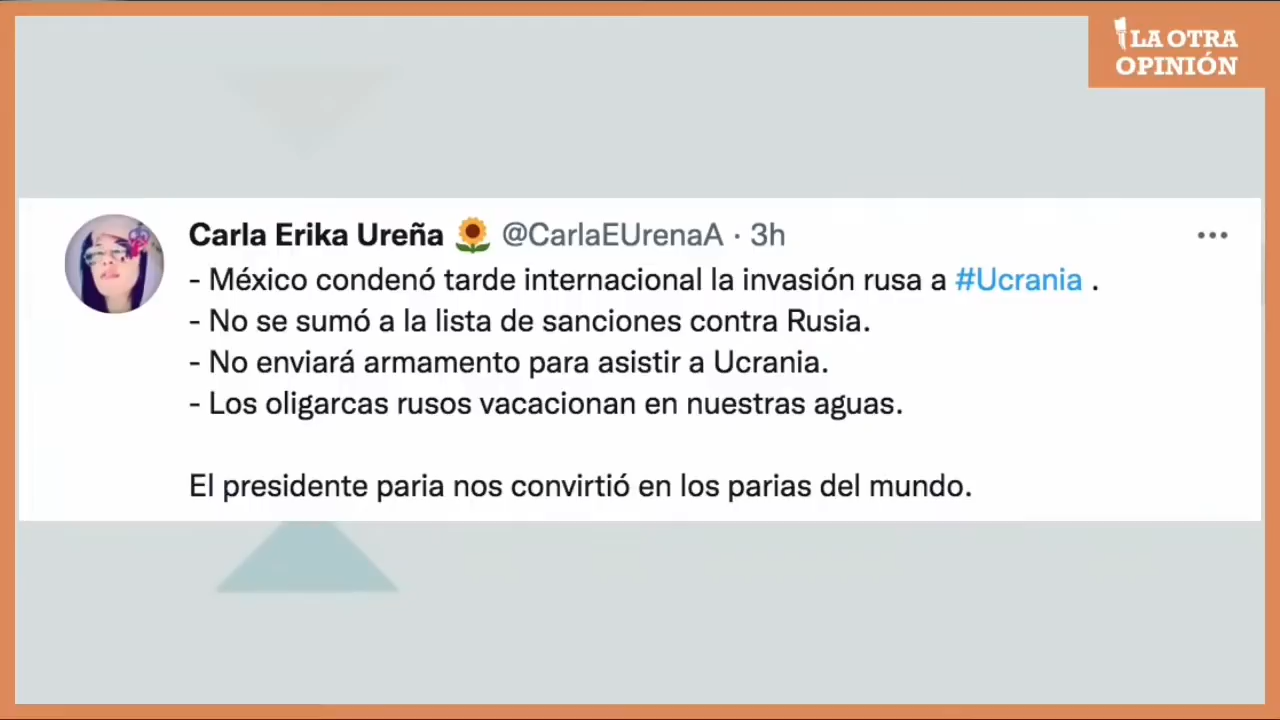 LA OTRA
OPINIÓN
Carla Erika Ureña 🌻 @CarlaEUrenaA · 3h
- México condenó tarde internacional la invasión rusa a #Ucrania .
- No se sumó a la lista de sanciones contra Rusia.
- No enviará armamento para asistir a Ucrania.
- Los oligarcas rusos vacacionan en nuestras aguas.
El presidente paria nos convirtió en los parias del mundo.